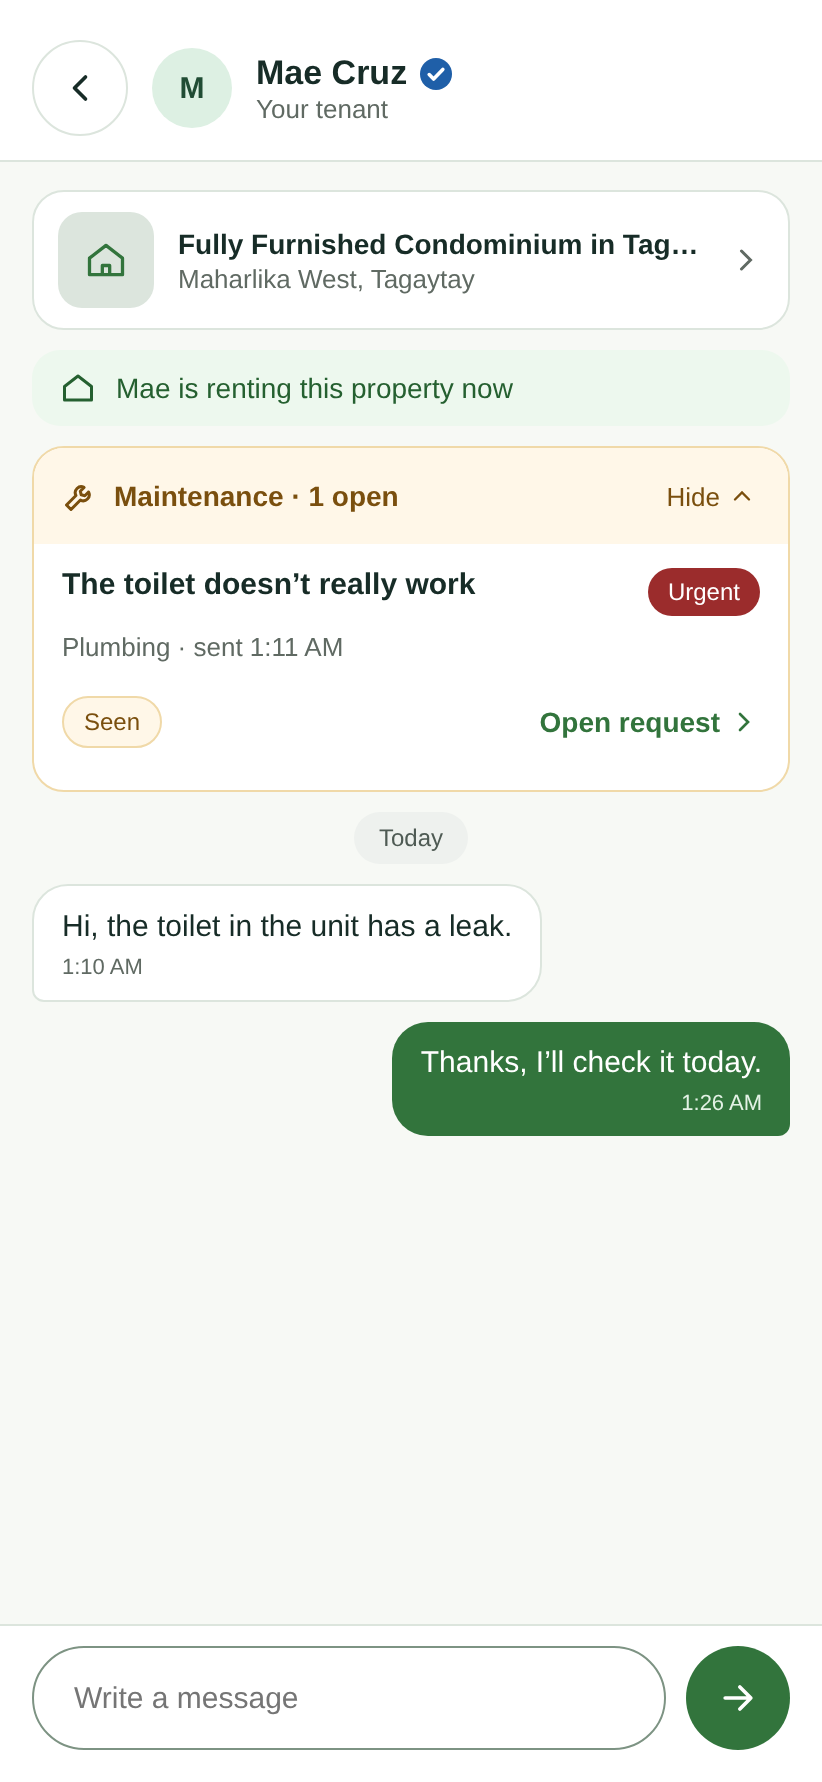 M
Mae Cruz
Your tenant
Fully Furnished Condominium in Tag…
Maharlika West, Tagaytay
Mae is renting this property now
Maintenance · 1 open
Hide
The toilet doesn’t really work
Urgent
Plumbing · sent 1:11 AM
Seen
Open request
Today
Hi, the toilet in the unit has a leak.
1:10 AM
Thanks, I’ll check it today.
1:26 AM
Write a message